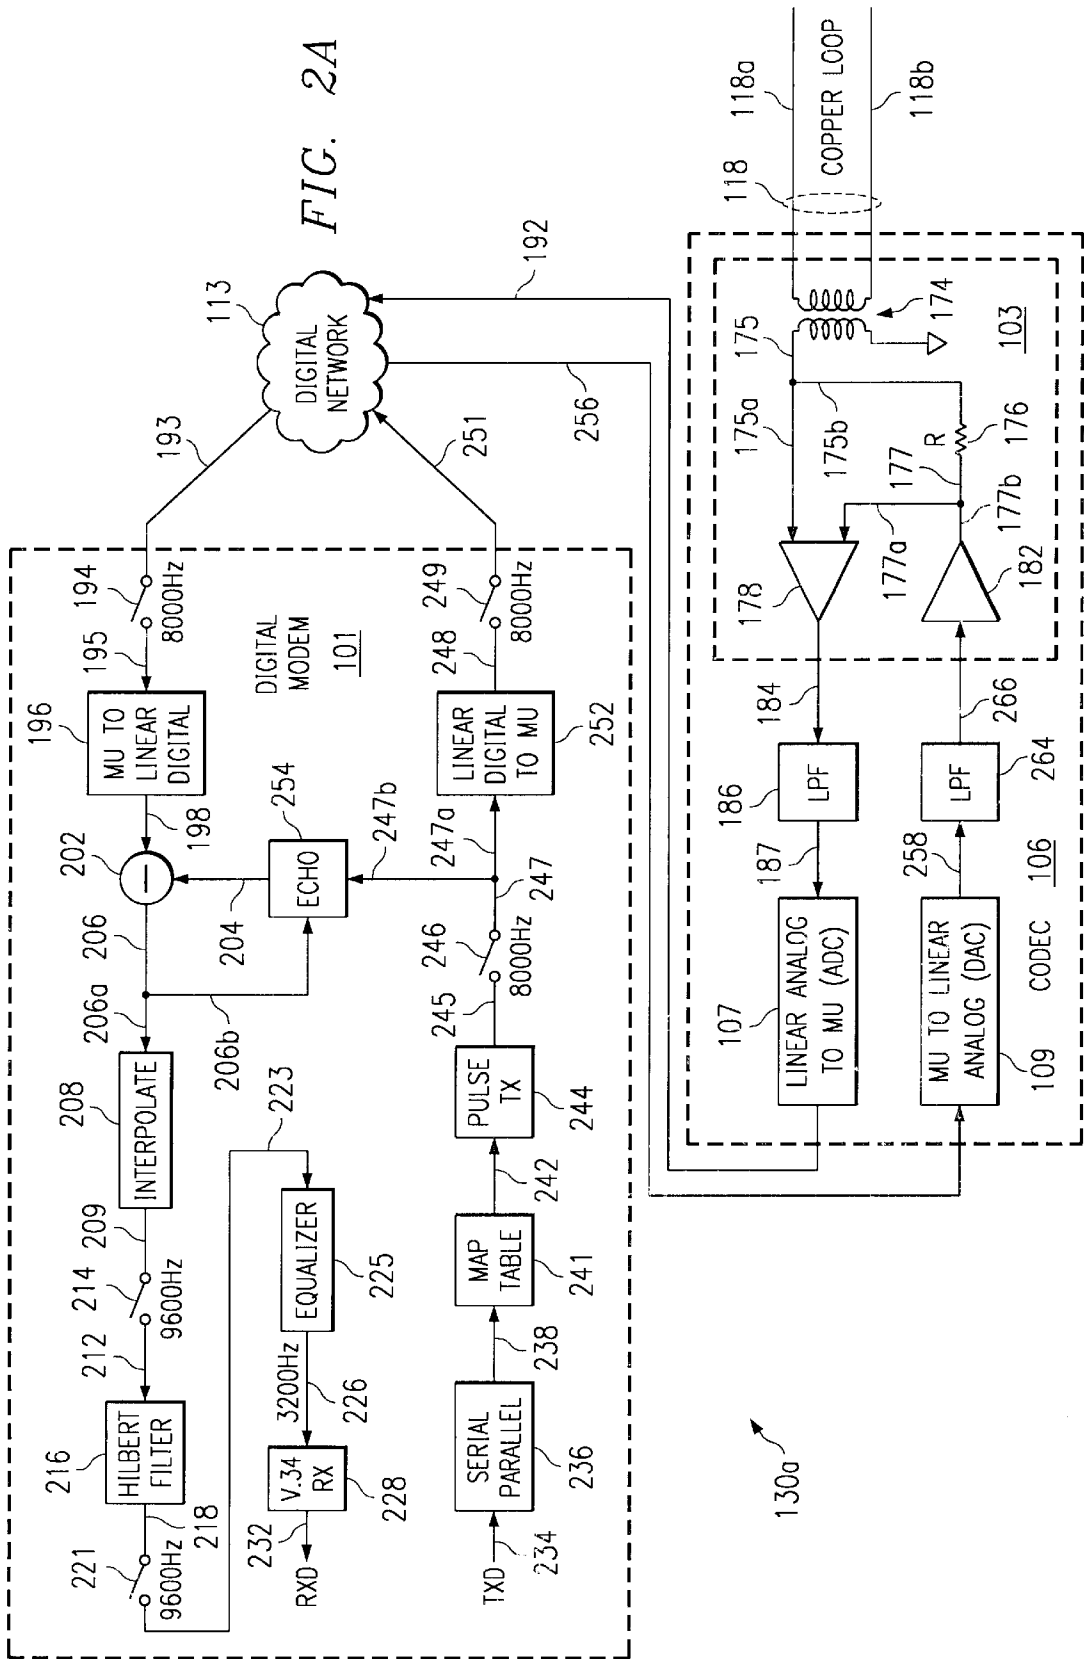 FIG. 2A
221
9600Hz
218
216
HILBERT
FILTER
212
214
9600Hz
209
208
INTERPOLATE
206a
206
206b
202
198
196
MU TO
LINEAR
DIGITAL
195
194
8000Hz
193
113
DIGITAL
NETWORK
192
223
204
254
ECHO
247b
DIGITAL
MODEM
101
RXD
232
V.34
RX
228
3200Hz
226
EQUALIZER
225
251
256
TXD
234
SERIAL
PARALLEL
236
238
MAP
TABLE
241
242
PULSE
TX
244
245
246
8000Hz
247
247a
LINEAR
DIGITAL
TO MU
252
248
249
8000Hz
130a
107
LINEAR ANALOG
TO MU (ADC)
187
186
LPF
184
178
175a
175
175b
177a
177
R
176
177b
174
103
118
118a
COPPER LOOP
118b
MU TO LINEAR
ANALOG (DAC)
109
258
LPF
264
266
182
CODEC
106